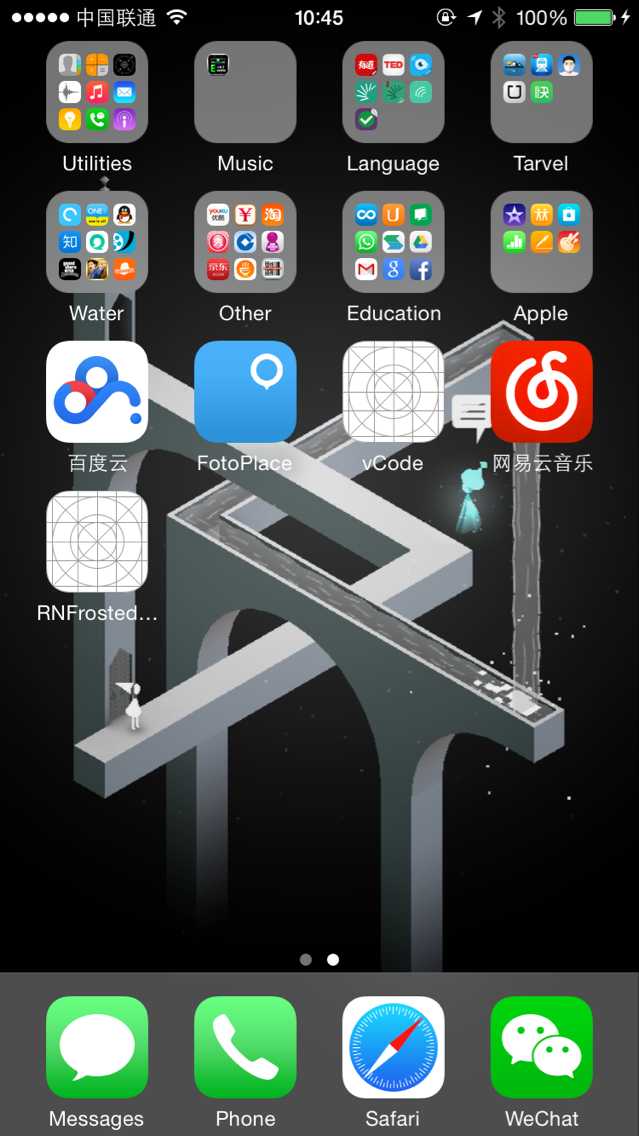 中国联通 10:45 100%
Utilities Music Language Tarvel
Water Other Education Apple
百度云 FotoPlace vCode 网易云音乐
RNFrosted...
Messages Phone Safari WeChat